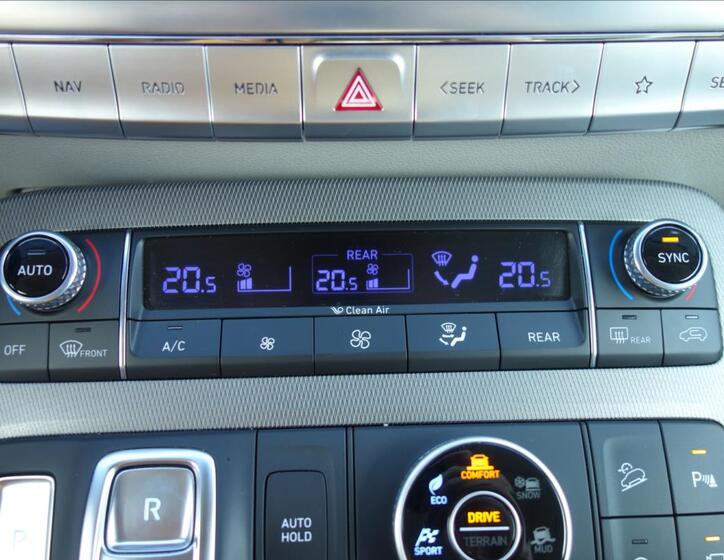 NAV RADIO MEDIA <SEEK TRACK> SE
REAR
AUTO 20.5 20.5 20.5 SYNC
Clean Air
OFF FRONT A/C REAR REAR
P R AUTO HOLD
COMFORT
ECO SNOW
DRIVE
TERRAIN
SPORT MUD
P